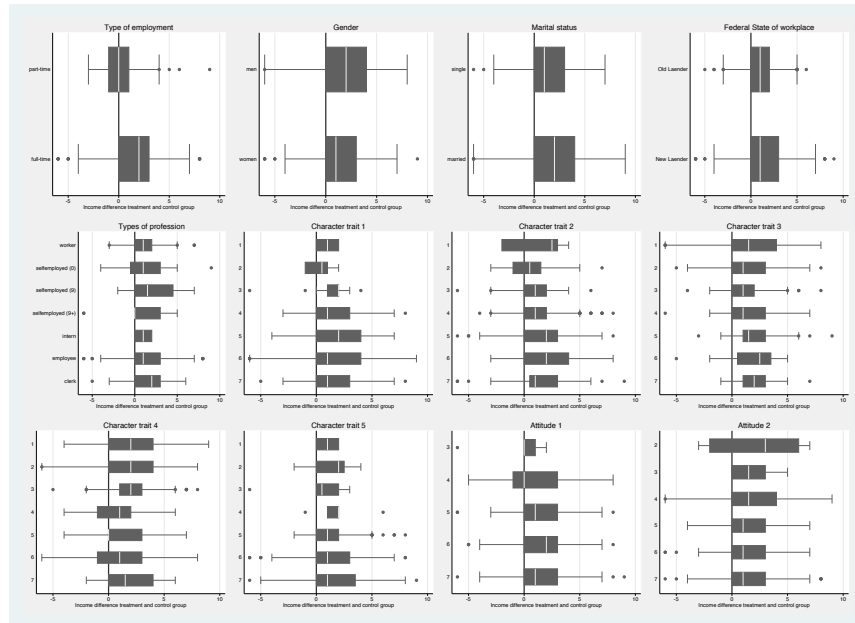 Type of employment
part-time
full-time
-5 0 5 10
Income difference treatment and control group
Gender
men
women
-5 0 5 10
Income difference treatment and control group
Marital status
single
married
-5 0 5 10
Income difference treatment and control group
Federal State of workplace
Old Laender
New Laender
-5 0 5 10
Income difference treatment and control group
Types of profession
worker
selfemployed (0)
selfemployed (9)
selfemployed (9+)
intern
employee
clerk
-5 0 5 10
Income difference treatment and control group
Character trait 1
1
2
3
4
5
6
7
-5 0 5 10
Income difference treatment and control group
Character trait 2
1
2
3
4
5
6
7
-5 0 5 10
Income difference treatment and control group
Character trait 3
1
2
3
4
5
6
7
-5 0 5 10
Income difference treatment and control group
Character trait 4
1
2
3
4
5
6
7
-5 0 5 10
Income difference treatment and control group
Character trait 5
1
2
3
4
5
6
7
-5 0 5 10
Income difference treatment and control group
Attitude 1
3
4
5
6
7
-5 0 5 10
Income difference treatment and control group
Attitude 2
2
3
4
5
6
7
-5 0 5 10
Income difference treatment and control group